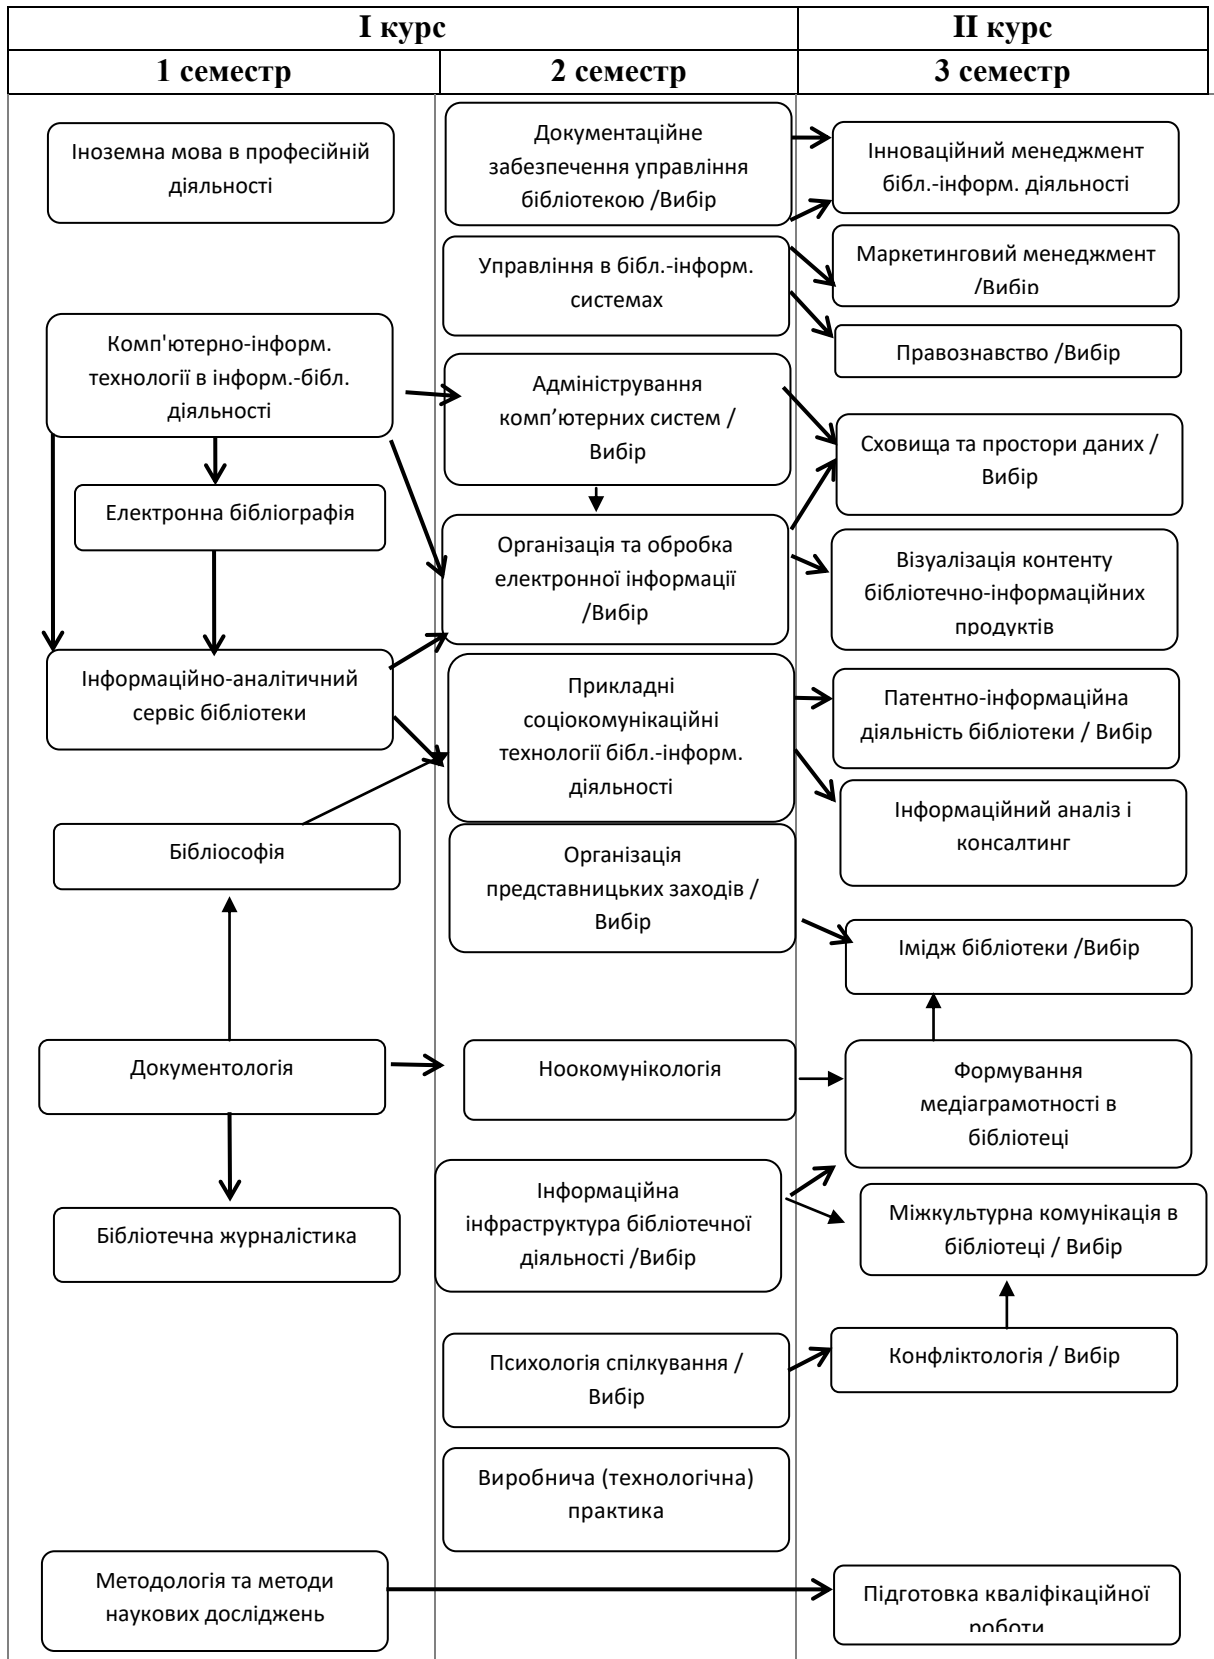 I курс
II курс
1 семестр
2 семестр
3 семестр
Іноземна мова в професійній
діяльності
Комп'ютерно-інформ.
технології в інформ.-бібл.
діяльності
Електронна бібліографія
Інформаційно-аналітичний
сервіс бібліотеки
Бібліософія
Документологія
Бібліотечна журналістика
Методологія та методи
наукових досліджень
Документаційне
забезпечення управління
бібліотекою /Вибір
Управління в бібл.-інформ.
системах
Адміністрування
комп’ютерних систем /
Вибір
Організація та обробка
електронної інформації
/Вибір
Прикладні
соціокомунікаційні
технології бібл.-інформ.
діяльності
Організація
представницьких заходів /
Вибір
Ноокомунікологія
Інформаційна
інфраструктура бібліотечної
діяльності /Вибір
Психологія спілкування /
Вибір
Виробнича (технологічна)
практика
Інноваційний менеджмент
бібл.-інформ. діяльності
Маркетинговий менеджмент
/Вибір
Правознавство /Вибір
Сховища та простори даних /
Вибір
Візуалізація контенту
бібліотечно-інформаційних
продуктів
Патентно-інформаційна
діяльність бібліотеки / Вибір
Інформаційний аналіз і
консалтинг
Імідж бібліотеки /Вибір
Формування
медіаграмотності в
бібліотеці
Міжкультурна комунікація в
бібліотеці / Вибір
Конфліктологія / Вибір
Підготовка кваліфікаційної
роботи